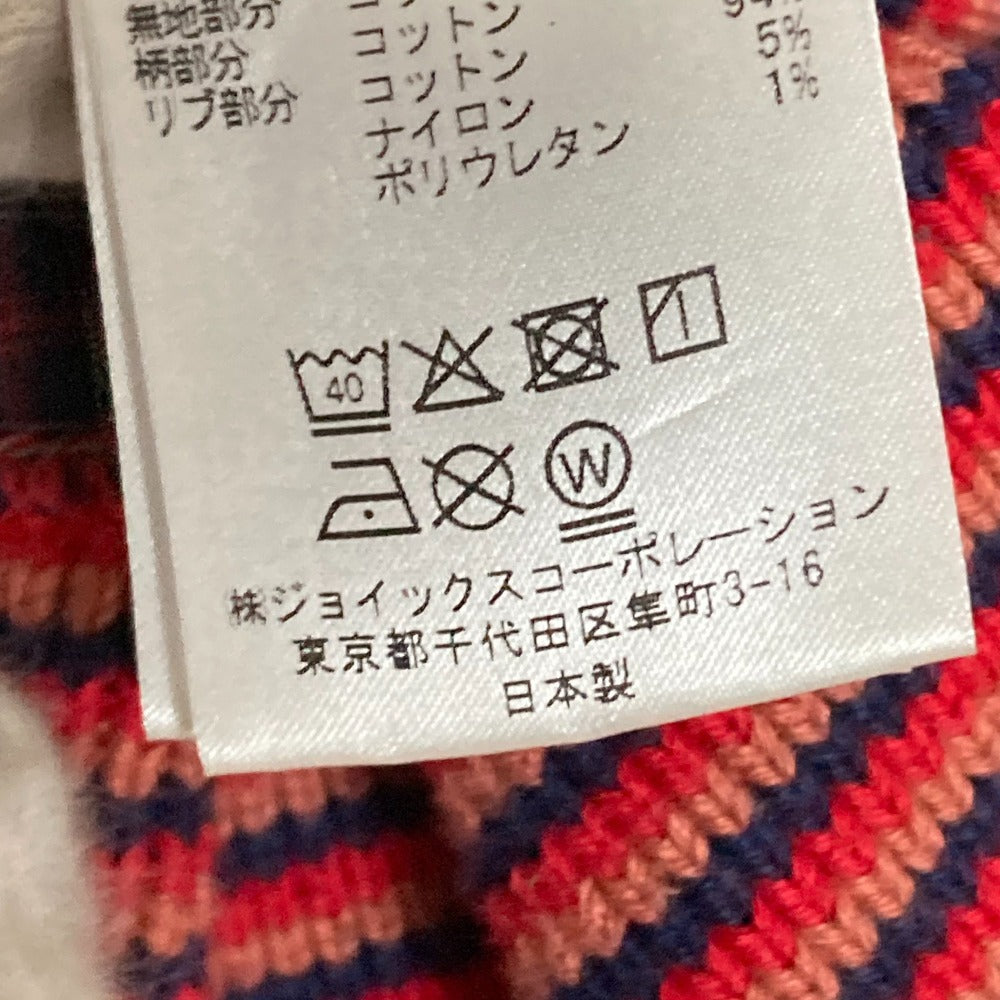 無地部分
柄部分 コットン
リブ部分 コットン 94
ナイロン 5%
ポリウレタン 1%
40
W
株ジョイックスコーポレーション
東京都千代田区隼町3-16
日本製